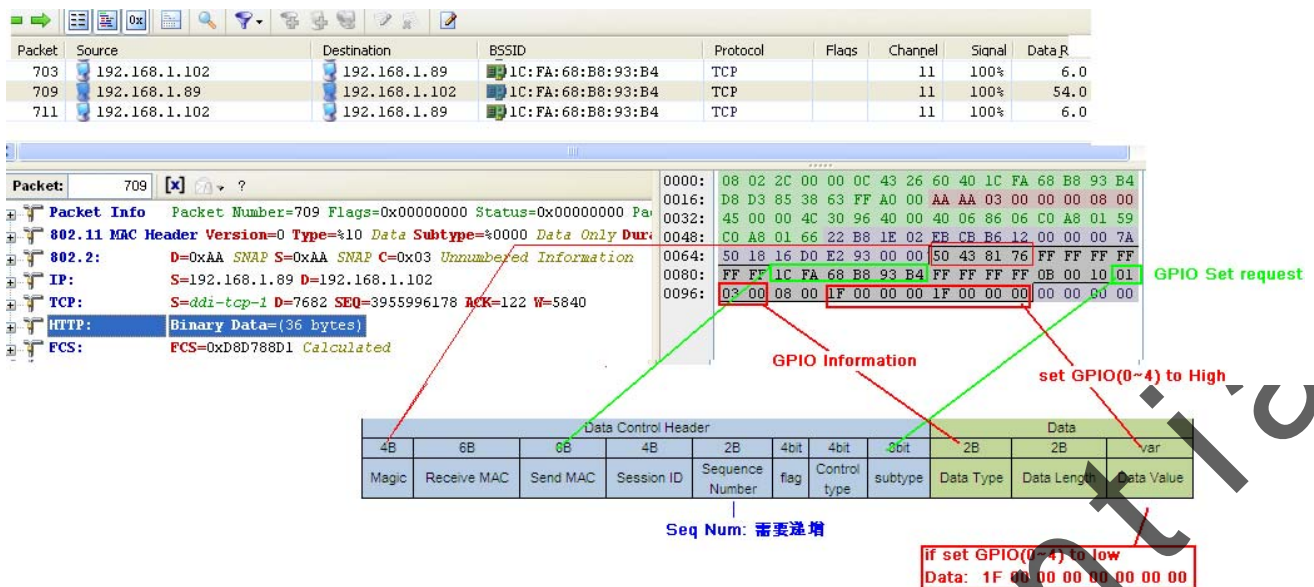 0x
Packet Source Destination BSSID Protocol Flags Channel Signal Data R
703 192.168.1.102 192.168.1.89 1C:FA:68:B8:93:B4 TCP 11 100% 6.0
709 192.168.1.89 192.168.1.102 1C:FA:68:B8:93:B4 TCP 11 100% 54.0
711 192.168.1.102 192.168.1.89 1C:FA:68:B8:93:B4 TCP 11 100% 6.0
Packet: 709 [x] ?
Packet Info Packet Number=709 Flags=0x00000000 Status=0x00000000 Pa
802.11 MAC Header Version=0 Type=%10 Data Subtype=%0000 Data Only Dura
802.2: D=0xAA SNAP S=0xAA SNAP C=0x03 Unnumbered Information
IP: S=192.168.1.89 D=192.168.1.102
TCP: S=ddi-tcp-1 D=7682 SEQ=3955996178 ACK=122 W=5840
HTTP: Binary Data=(36 bytes)
FCS: FCS=0xD8D788D1 Calculated
0000: 08 02 2C 00 00 0C 43 26 60 40 1C FA 68 B8 93 B4
0016: D8 D3 85 38 63 FF A0 00 AA AA 03 00 00 00 08 00
0032: 45 00 00 4C 30 96 40 00 40 06 86 06 C0 A8 01 59
0048: C0 A8 01 66 22 B8 1E 02 EB CB B6 12 00 00 00 7A
0064: 50 18 16 D0 E2 93 00 00 50 43 81 76 FF FF FF FF
0080: FF FF 1C FA 68 B8 93 B4 FF FF FF FF 0B 00 10 01
0096: 03 00 08 00 1F 00 00 00 1F 00 00 00 00 00 00 00
GPIO Set request
GPIO Information
set GPIO(0~4) to High
Data Control Header Data
4B 6B 6B 4B 2B 4bit 4bit 8bit 2B 2B var
Magic Receive MAC Send MAC Session ID Sequence Number flag Control type subtype Data Type Data Length Data Value
Seq Num: 需要递增
if set GPIO(0~4) to low
Data: 1F 00 00 00 00 00 00 00